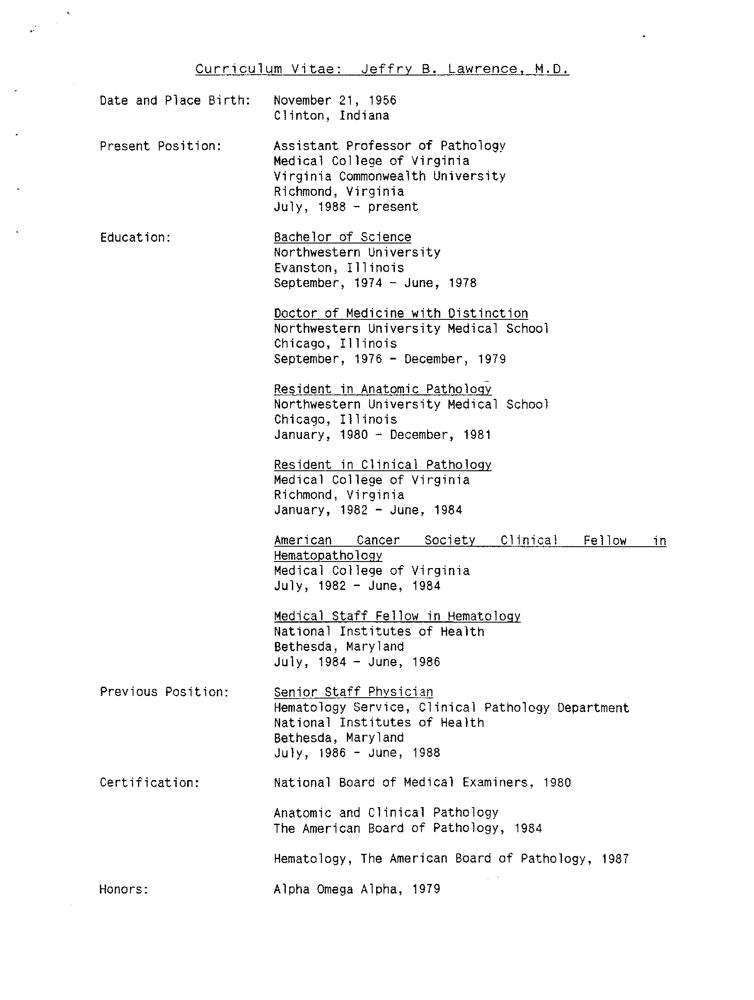 Curriculum Vitae: Jeffry B. Lawrence, M.D.
Date and Place Birth: November 21, 1956
Clinton, Indiana
Present Position: Assistant Professor of Pathology
Medical College of Virginia
Virginia Commonwealth University
Richmond, Virginia
July, 1988 - present
Education: Bachelor of Science
Northwestern University
Evanston, Illinois
September, 1974 - June, 1978
Doctor of Medicine with Distinction
Northwestern University Medical School
Chicago, Illinois
September, 1976 - December, 1979
Resident in Anatomic Pathology
Northwestern University Medical School
Chicago, Illinois
January, 1980 - December, 1981
Resident in Clinical Pathology
Medical College of Virginia
Richmond, Virginia
January, 1982 - June, 1984
American Cancer Society Clinical Fellow in
Hematopathology
Medical College of Virginia
July, 1982 - June, 1984
Medical Staff Fellow in Hematology
National Institutes of Health
Bethesda, Maryland
July, 1984 - June, 1986
Previous Position: Senior Staff Physician
Hematology Service, Clinical Pathology Department
National Institutes of Health
Bethesda, Maryland
July, 1986 - June, 1988
Certification: National Board of Medical Examiners, 1980
Anatomic and Clinical Pathology
The American Board of Pathology, 1984
Hematology, The American Board of Pathology, 1987
Honors: Alpha Omega Alpha, 1979